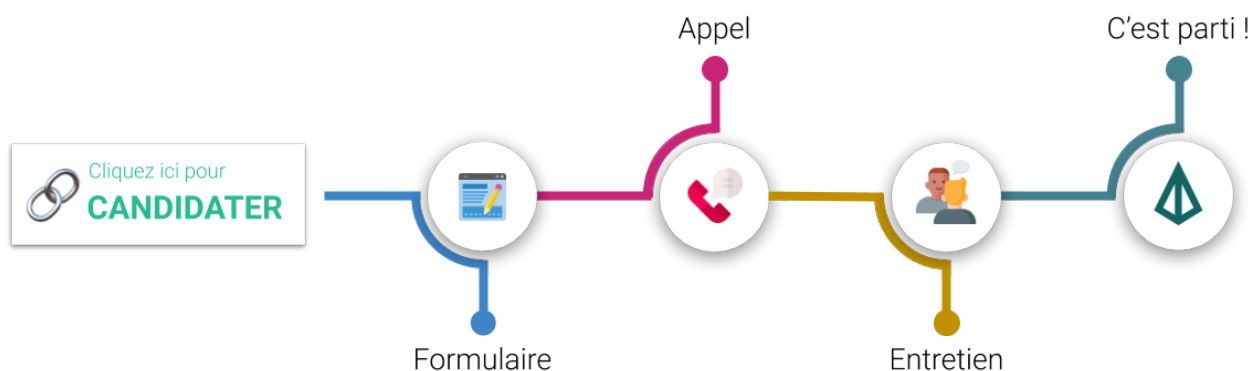 Cliquez ici pour
CANDIDATER
Formulaire
Appel
Entretien
C’est parti !